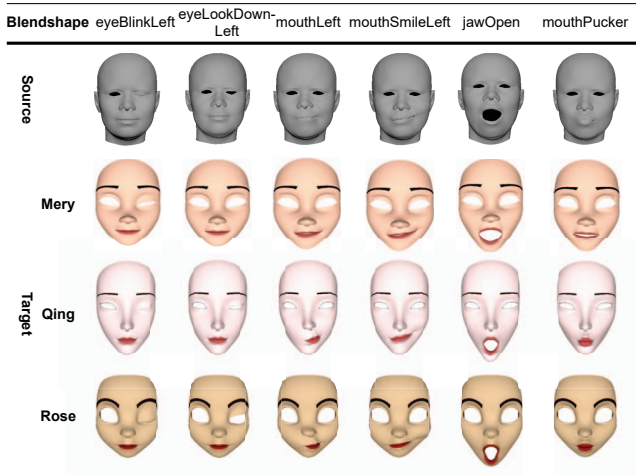 Blendshape eyeBlinkLeft eyeLookDown-Left mouthLeft mouthSmileLeft jawOpen mouthPucker
Source
Mery
Target
Qing
Rose